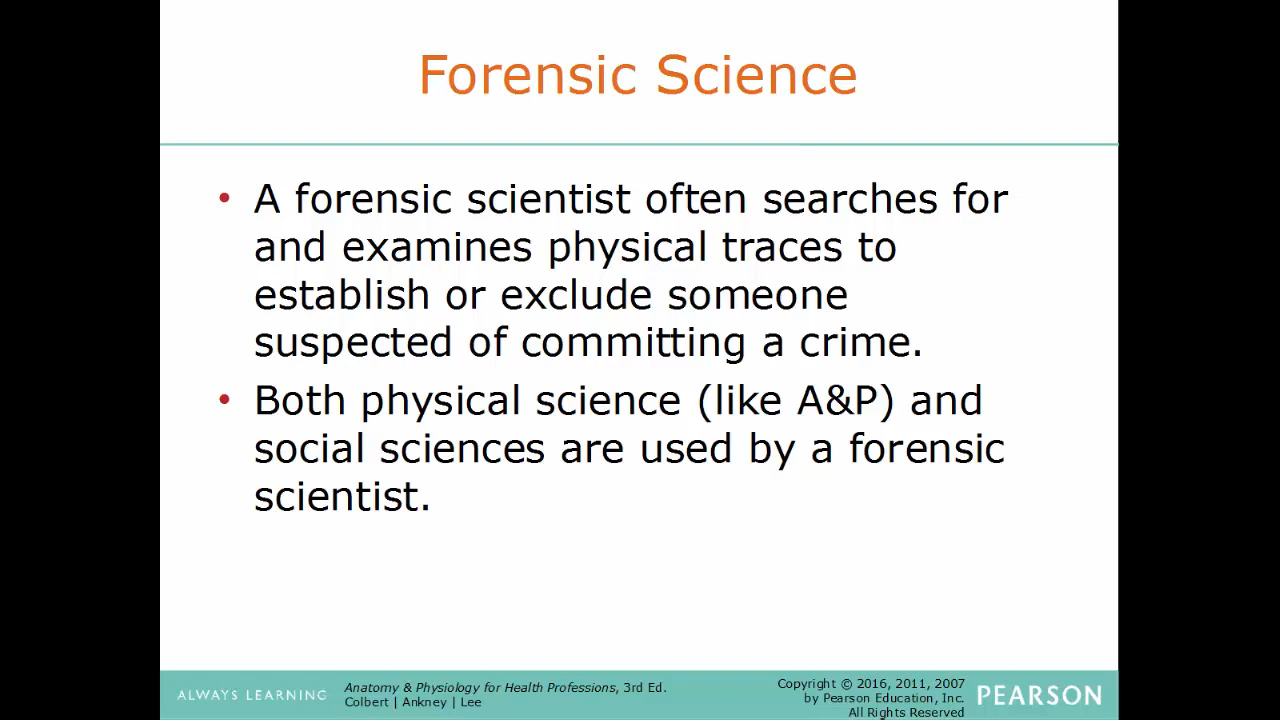 Forensic Science
• A forensic scientist often searches for
and examines physical traces to
establish or exclude someone
suspected of committing a crime.
• Both physical science (like A&P) and
social sciences are used by a forensic
scientist.
ALWAYS LEARNING
Anatomy & Physiology for Health Professions, 3rd Ed.
Colbert | Ankney | Lee
Copyright © 2016, 2011, 2007
by Pearson Education, Inc.
All Rights Reserved
PEARSON